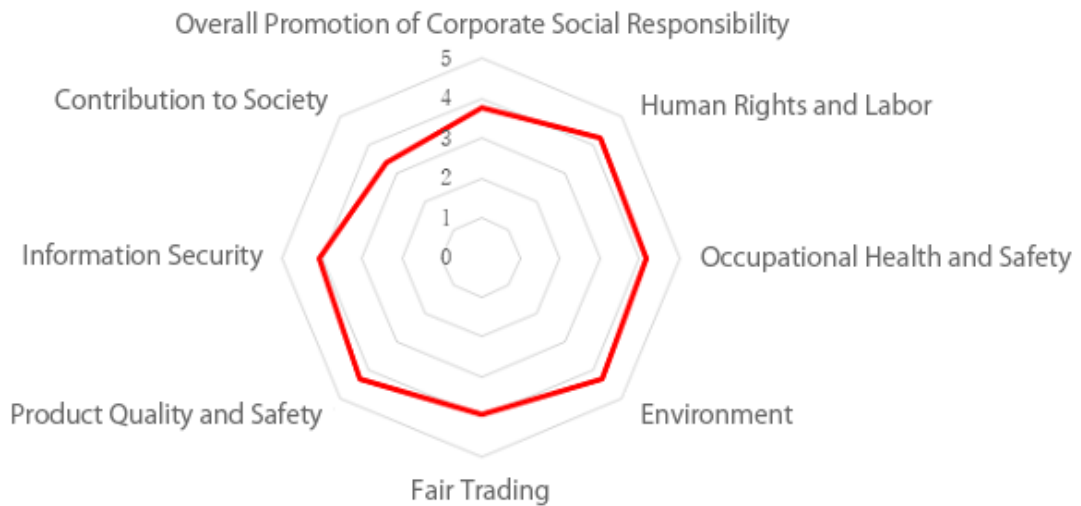 Overall Promotion of Corporate Social Responsibility
5
Contribution to Society
4
Human Rights and Labor
3
2
1
Information Security
0
Occupational Health and Safety
Product Quality and Safety
Environment
Fair Trading